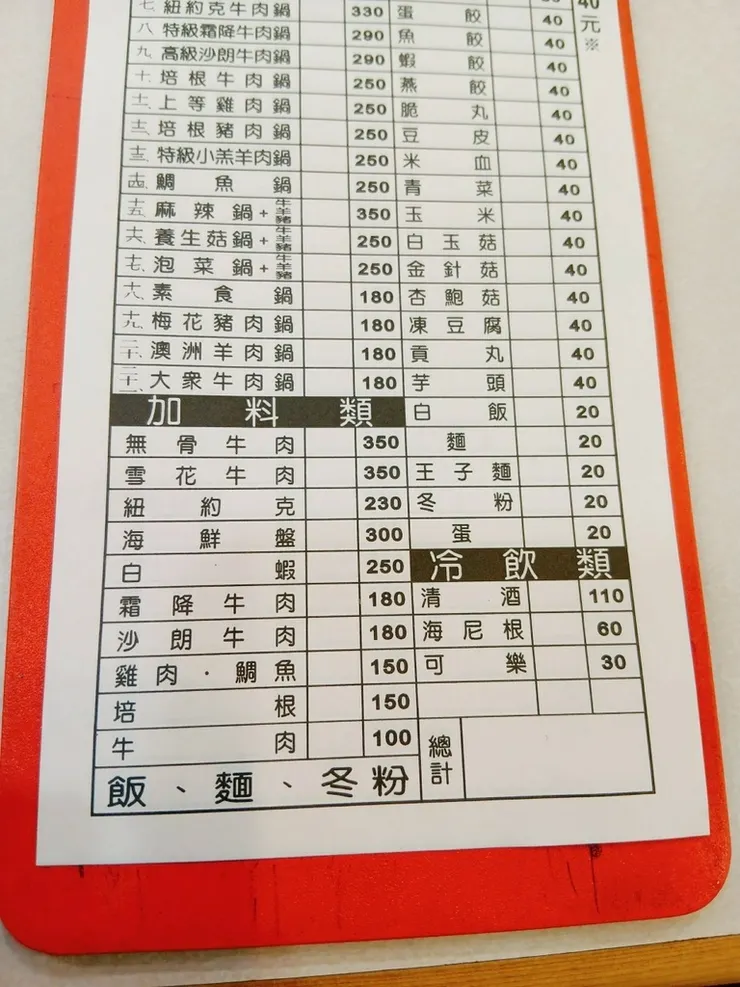 七、紐約克牛肉鍋 330 蛋餃 40
八、特級霜降牛肉鍋 290 魚餃 40
九、高級沙朗牛肉鍋 290 蝦餃 40
十、培根牛肉鍋 250 燕餃 40
十一、上等雞肉鍋 250 脆丸 40
十二、培根豬肉鍋 250 豆皮 40
十三、特級小羔羊肉鍋 250 米血 40
十四、鯛魚鍋 250 青菜 40
十五、麻辣鍋+牛羊豬 350 玉米 40
十六、養生菇鍋+牛羊豬 250 白玉菇 40
十七、泡菜鍋+牛羊豬 250 金針菇 40
十八、素食鍋 180 杏鮑菇 40
十九、梅花豬肉鍋 180 凍豆腐 40
二十、澳洲羊肉鍋 180 貢丸 40
二十一、大眾牛肉鍋 180 芋頭 40
加料類 白飯 20
無骨牛肉 350 麵 20
雪花牛肉 350 王子麵 20
紐約克 230 冬粉 20
海鮮盤 300 蛋 20
白蝦 250 冷飲類
霜降牛肉 180 清酒 110
沙朗牛肉 180 海尼根 60
雞肉·鯛魚 150 可樂 30
培根 150
牛肉 100
飯、麵、冬粉 總計
40元※